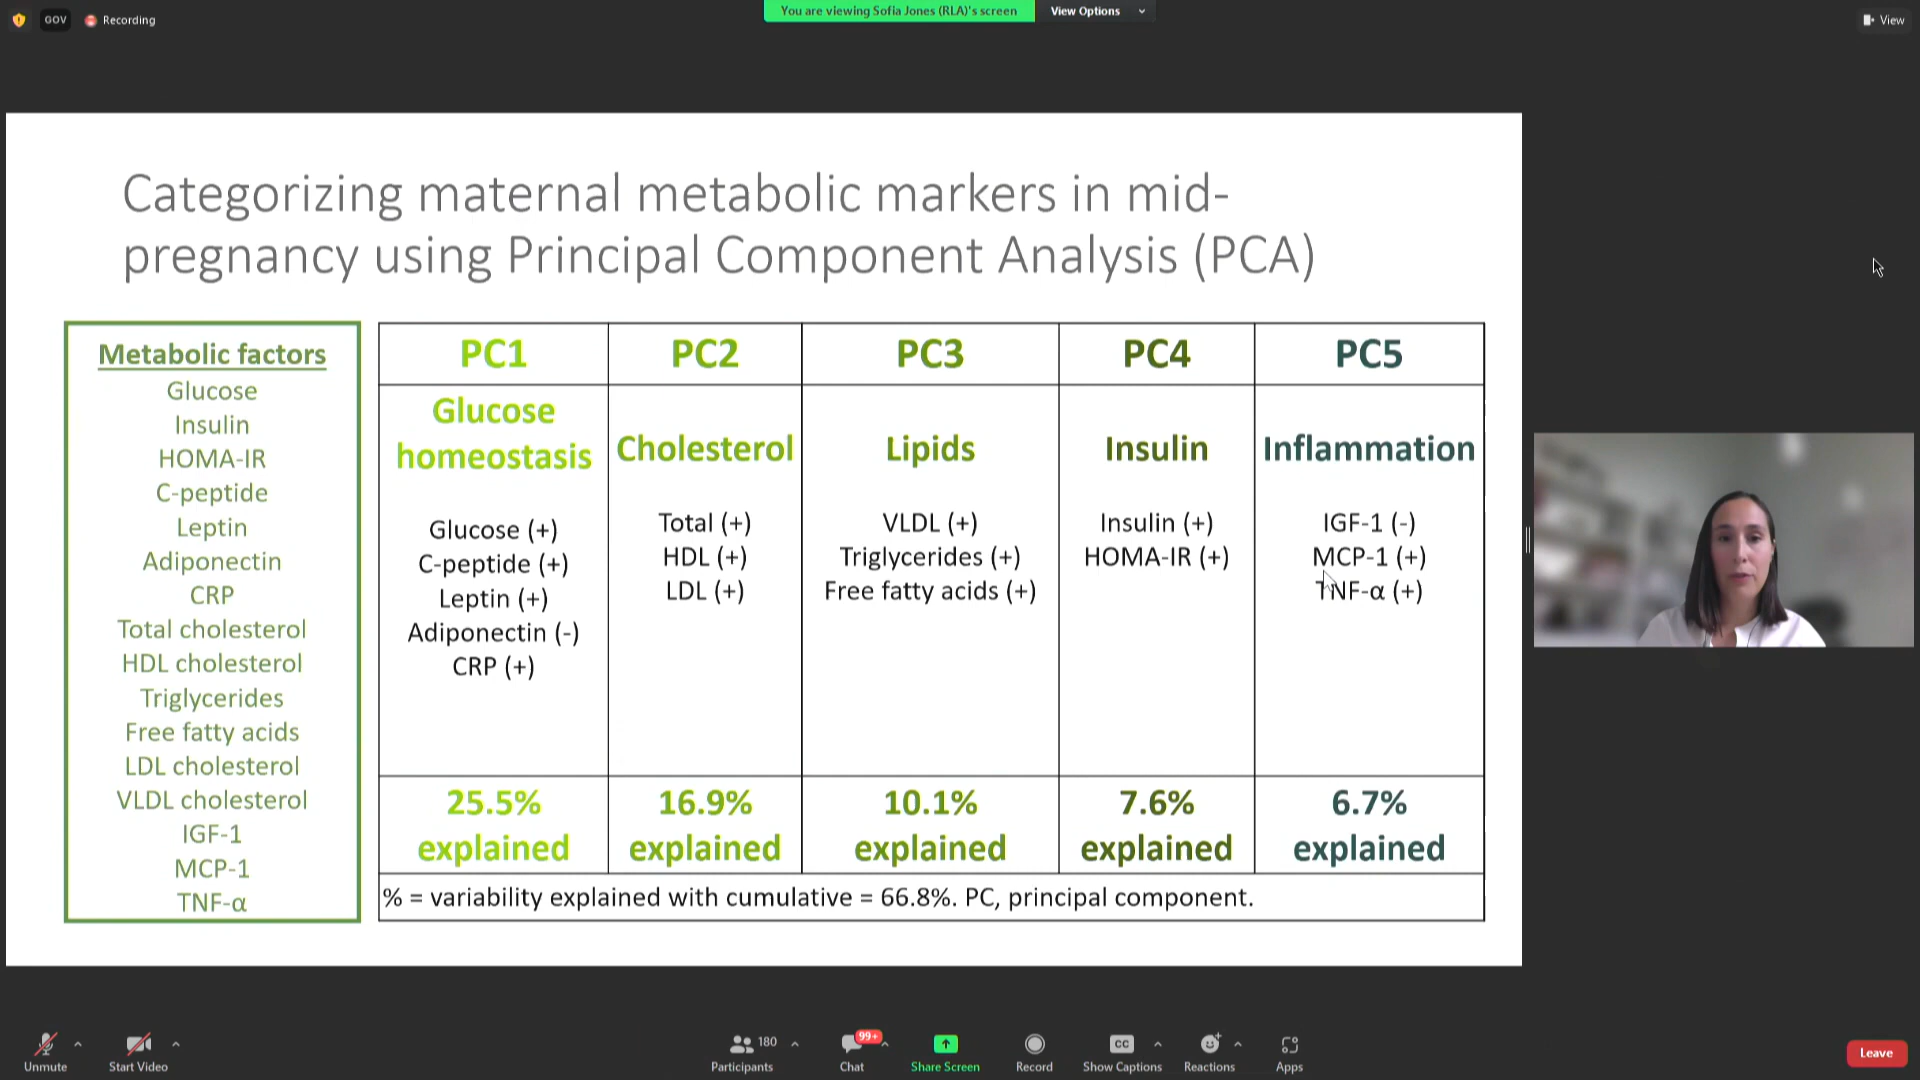 GOV
Recording
You are viewing Sofia Jones (RLA)'s screen
View Options
View
Categorizing maternal metabolic markers in mid-
pregnancy using Principal Component Analysis (PCA)
Metabolic factors
Glucose
Insulin
HOMA-IR
C-peptide
Leptin
Adiponectin
CRP
Total cholesterol
HDL cholesterol
Triglycerides
Free fatty acids
LDL cholesterol
VLDL cholesterol
IGF-1
MCP-1
TNF-α
PC1
Glucose
homeostasis
Glucose (+)
C-peptide (+)
Leptin (+)
Adiponectin (-)
CRP (+)
25.5%
explained
PC2
Cholesterol
Total (+)
HDL (+)
LDL (+)
16.9%
explained
PC3
Lipids
VLDL (+)
Triglycerides (+)
Free fatty acids (+)
10.1%
explained
PC4
Insulin
Insulin (+)
HOMA-IR (+)
7.6%
explained
PC5
Inflammation
IGF-1 (-)
MCP-1 (+)
TNF-α (+)
6.7%
explained
% = variability explained with cumulative = 66.8%. PC, principal component.
Unmute
Start Video
180
Participants
99+
Chat
Share Screen
Record
CC
Show Captions
Reactions
Apps
Leave